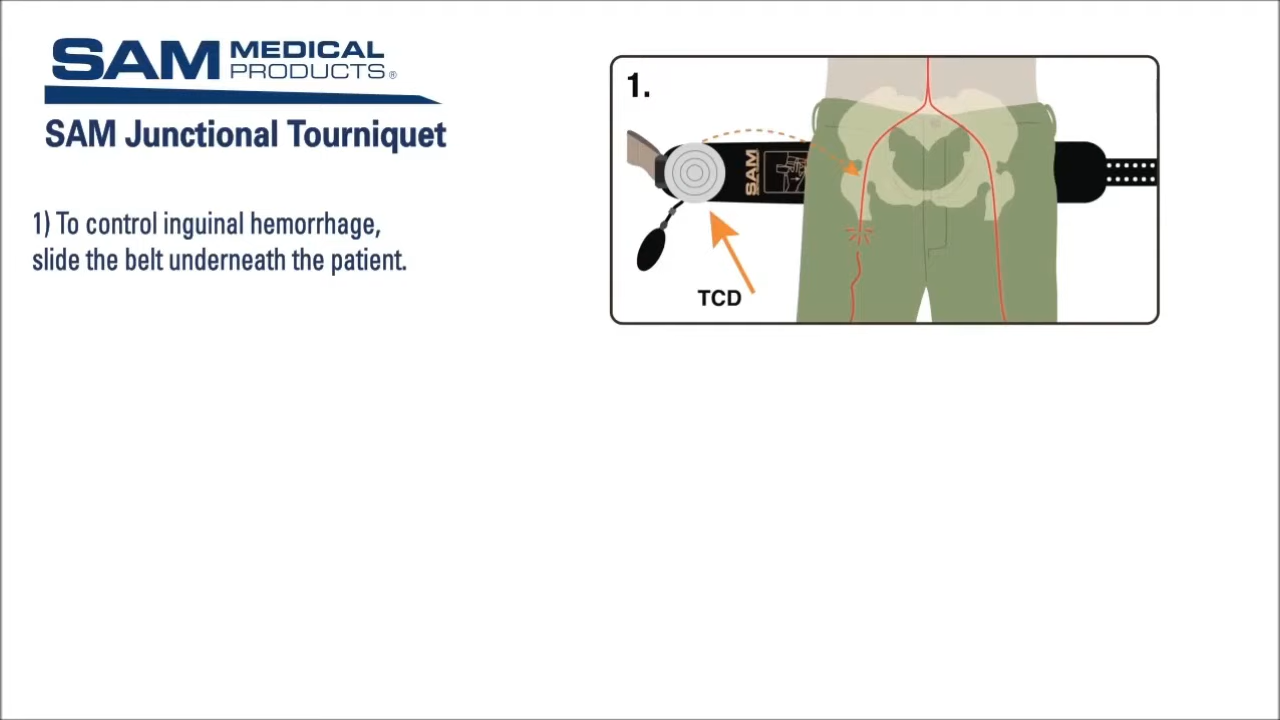 SAM MEDICAL
PRODUCTS®
SAM Junctional Tourniquet
1) To control inguinal hemorrhage,
slide the belt underneath the patient.
1.
SAM
TCD